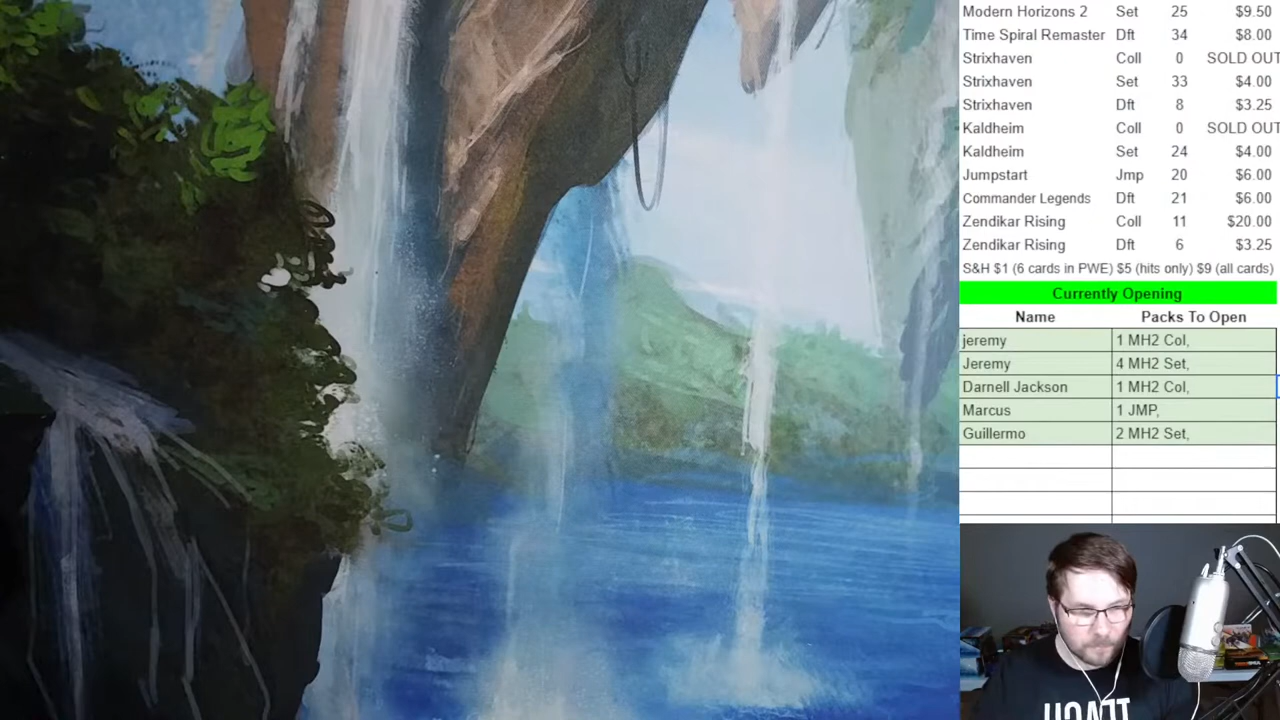 Modern Horizons 2 Set 25 $9.50
Time Spiral Remaster Dft 34 $8.00
Strixhaven Coll 0 SOLD OUT
Strixhaven Set 33 $4.00
Strixhaven Dft 8 $3.25
Kaldheim Coll 0 SOLD OUT
Kaldheim Set 24 $4.00
Jumpstart Jmp 20 $6.00
Commander Legends Dft 21 $6.00
Zendikar Rising Coll 11 $20.00
Zendikar Rising Dft 6 $3.25
S&H $1 (6 cards in PWE) $5 (hits only) $9 (all cards)
Currently Opening
Name Packs To Open
jeremy 1 MH2 Col,
Jeremy 4 MH2 Set,
Darnell Jackson 1 MH2 Col,
Marcus 1 JMP,
Guillermo 2 MH2 Set,